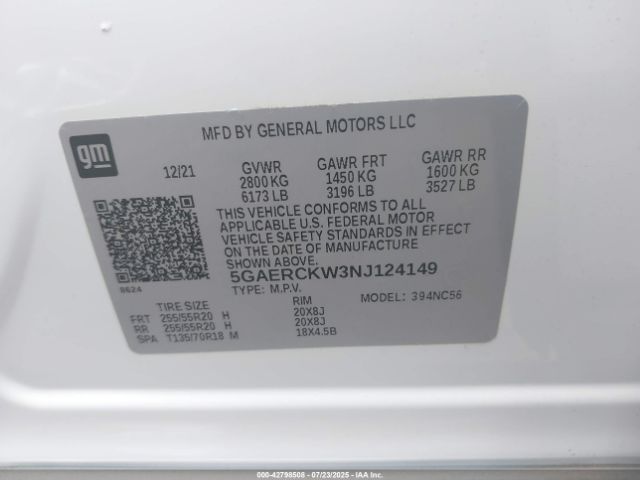 gm
MFD BY GENERAL MOTORS LLC
12/21 GVWR GAWR FRT GAWR RR
2800 KG 1450 KG 1600 KG
6173 LB 3196 LB 3527 LB
THIS VEHICLE CONFORMS TO ALL
APPLICABLE U.S. FEDERAL MOTOR
VEHICLE SAFETY STANDARDS IN EFFECT
ON THE DATE OF MANUFACTURE
SHOWN ABOVE.
5GAERCKW3NJ124149
8624 TYPE: M.P.V. MODEL: 394NC56
TIRE SIZE RIM
FRT 255/55R20 H 20X8J
RR 255/55R20 H 20X8J
SPA T135/70R18 M 18X4.5B
000-42798508 - 07/23/2025 - IAAI, INC.